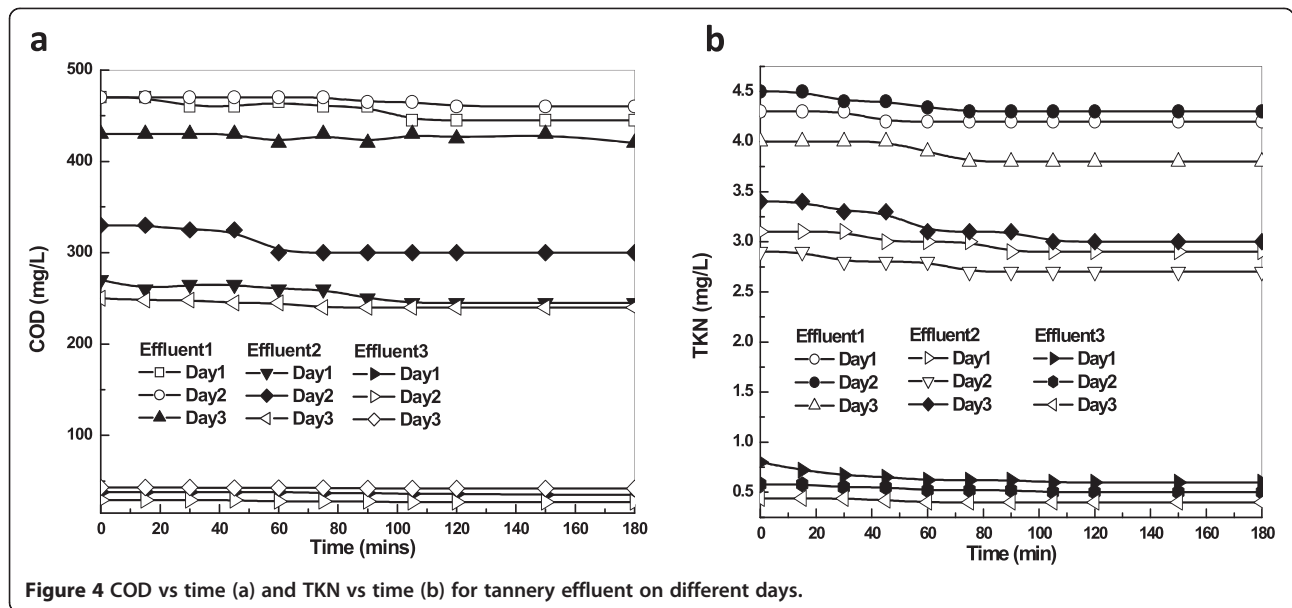 a
500
400
300
200
100
COD (mg/L)
Effluent1 Effluent2 Effluent3
Day1 Day1 Day1
Day2 Day2 Day2
Day3 Day3 Day3
0 20 40 60 80 100 120 140 160 180
Time (mins)
b
4.5
4.0
3.5
3.0
2.5
2.0
1.5
1.0
0.5
TKN (mg/L)
Effluent1 Effluent2 Effluent3
Day1 Day1 Day1
Day2 Day2 Day2
Day3 Day3 Day3
0 20 40 60 80 100 120 140 160 180
Time (min)
Figure 4 COD vs time (a) and TKN vs time (b) for tannery effluent on different days.